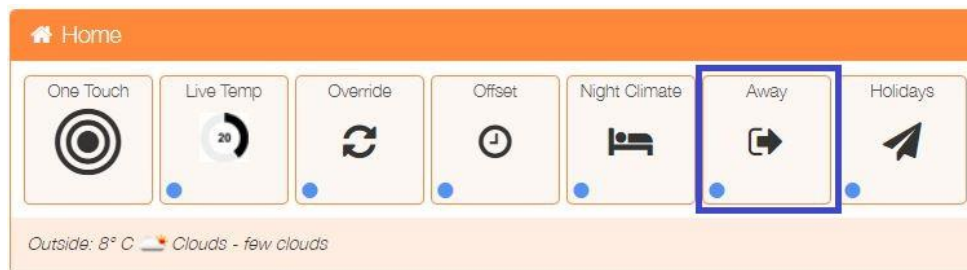 Home
One Touch
Live Temp
Override
Offset
Night Climate
Away
Holidays
20
Outside: 8° C Clouds - few clouds